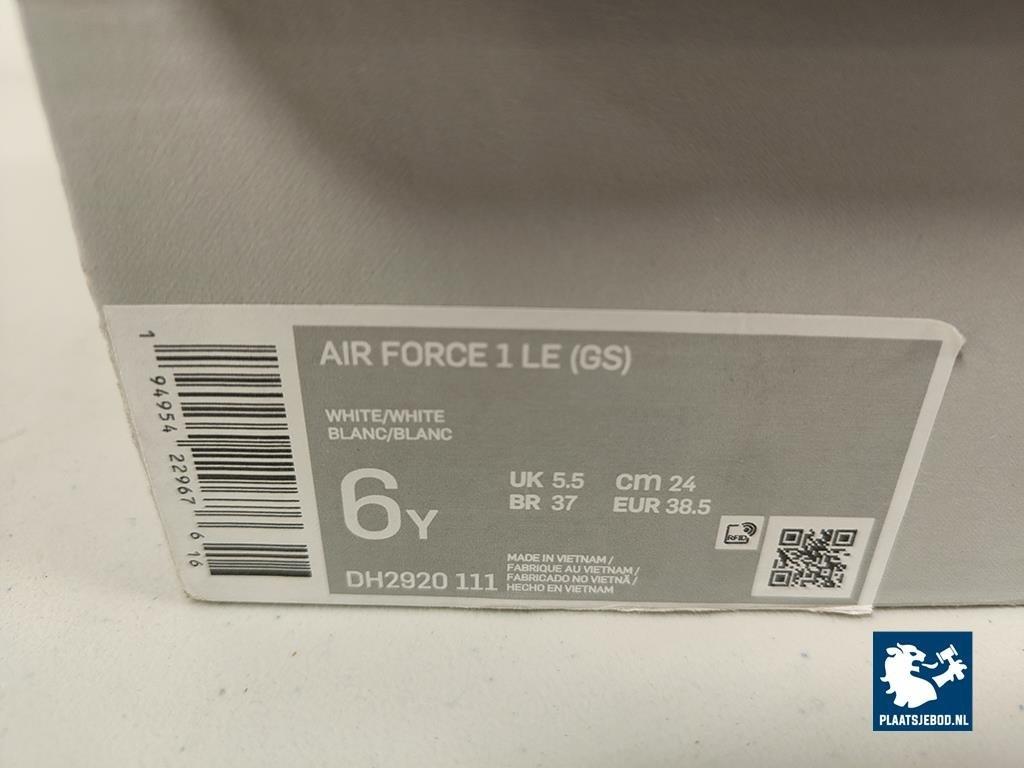 AIR FORCE 1 LE (GS)
WHITE/WHITE
BLANC/BLANC
6Y
UK 5.5 cm 24
BR 37 EUR 38.5
DH2920 111
MADE IN VIETNAM /
FABRIQUE AU VIETNAM /
FABRICADO NO VIETNÃ /
HECHO EN VIETNAM
RFID
1 94954 22967 6 16
PLAATSJEBOD.NL